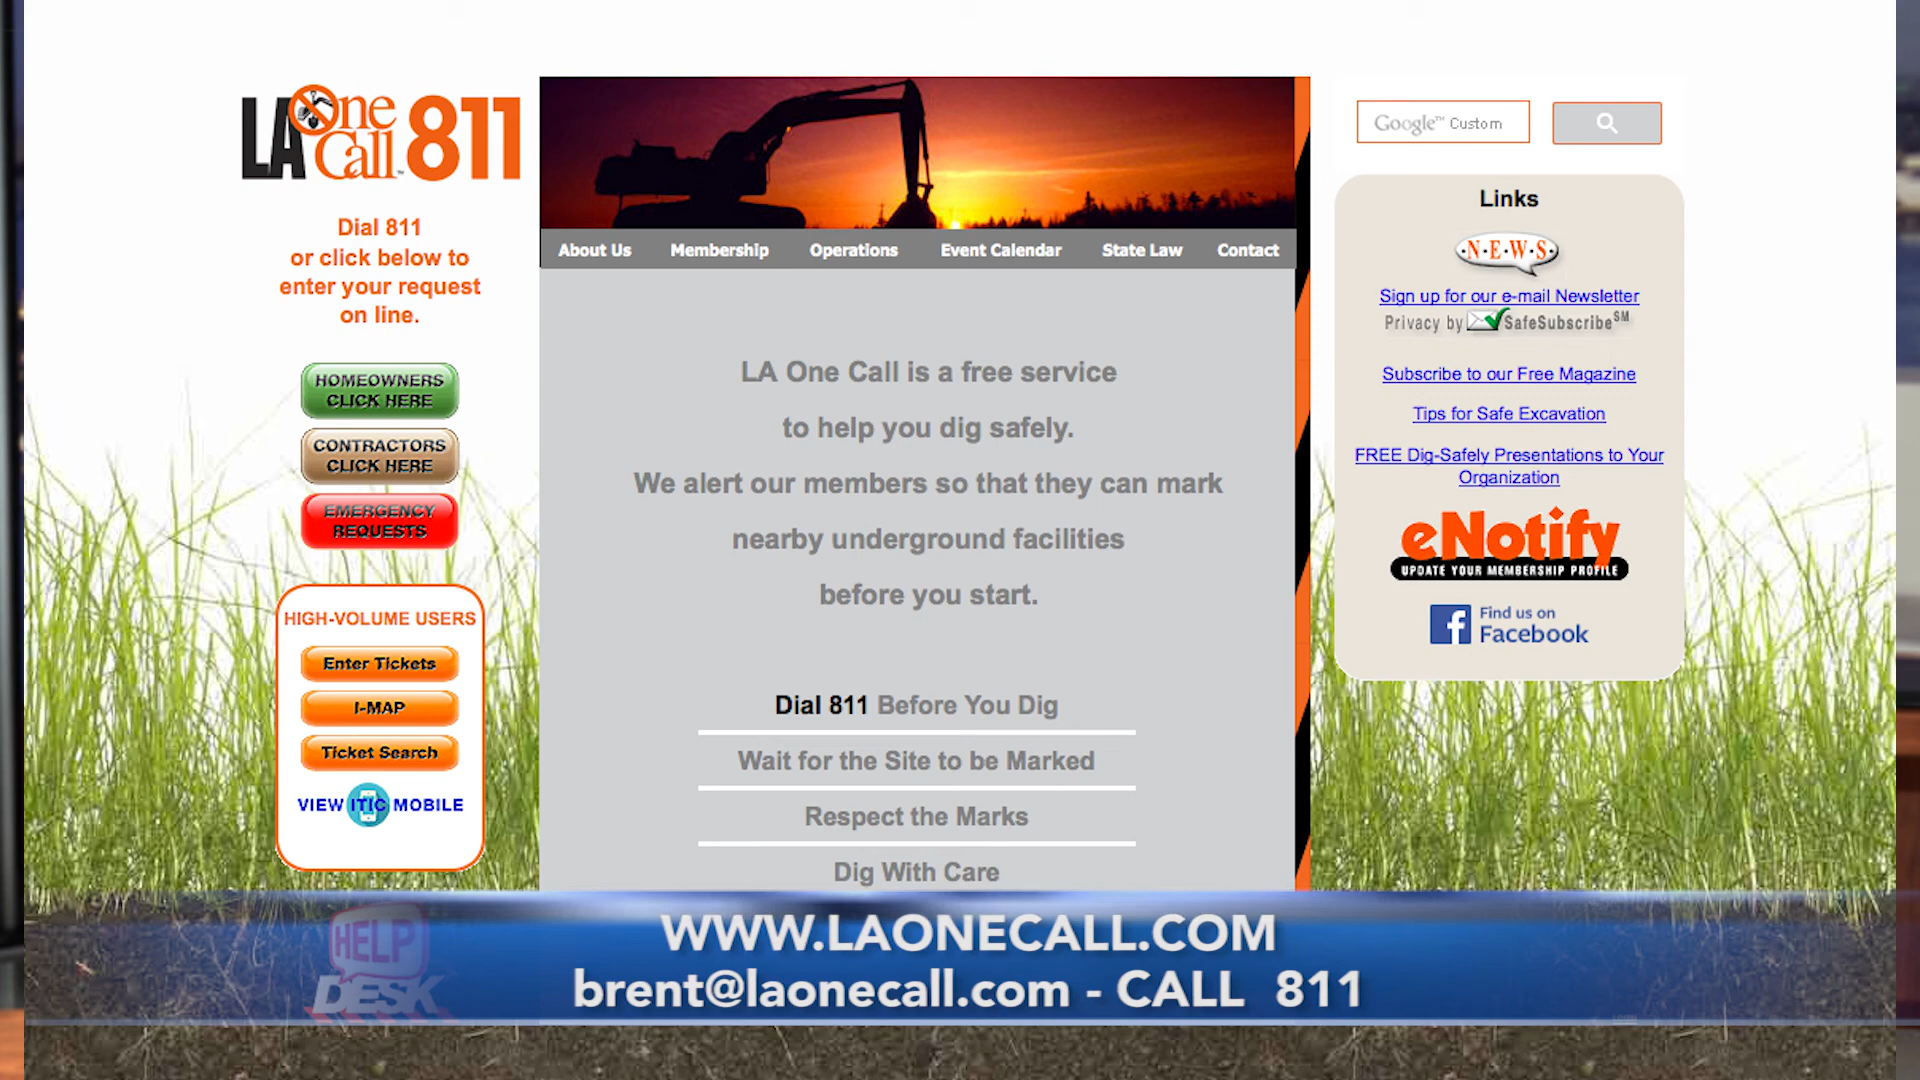 LA One Call™ 811
Dial 811
or click below to
enter your request
on line.
HOMEOWNERS
CLICK HERE
CONTRACTORS
CLICK HERE
EMERGENCY
REQUESTS
HIGH-VOLUME USERS
Enter Tickets
I-MAP
Ticket Search
VIEW ITIC MOBILE
About Us Membership Operations Event Calendar State Law Contact
LA One Call is a free service
to help you dig safely.
We alert our members so that they can mark
nearby underground facilities
before you start.
Dial 811 Before You Dig
Wait for the Site to be Marked
Respect the Marks
Dig With Care
Google™ Custom
Links
·N·E·W·S·
Sign up for our e-mail Newsletter
Privacy by SafeSubscribe℠
Subscribe to our Free Magazine
Tips for Safe Excavation
FREE Dig-Safely Presentations to Your
Organization
eNotify
UPDATE YOUR MEMBERSHIP PROFILE
Find us on
Facebook
HELP
DESK
WWW.LAONECALL.COM
brent@laonecall.com - CALL 811